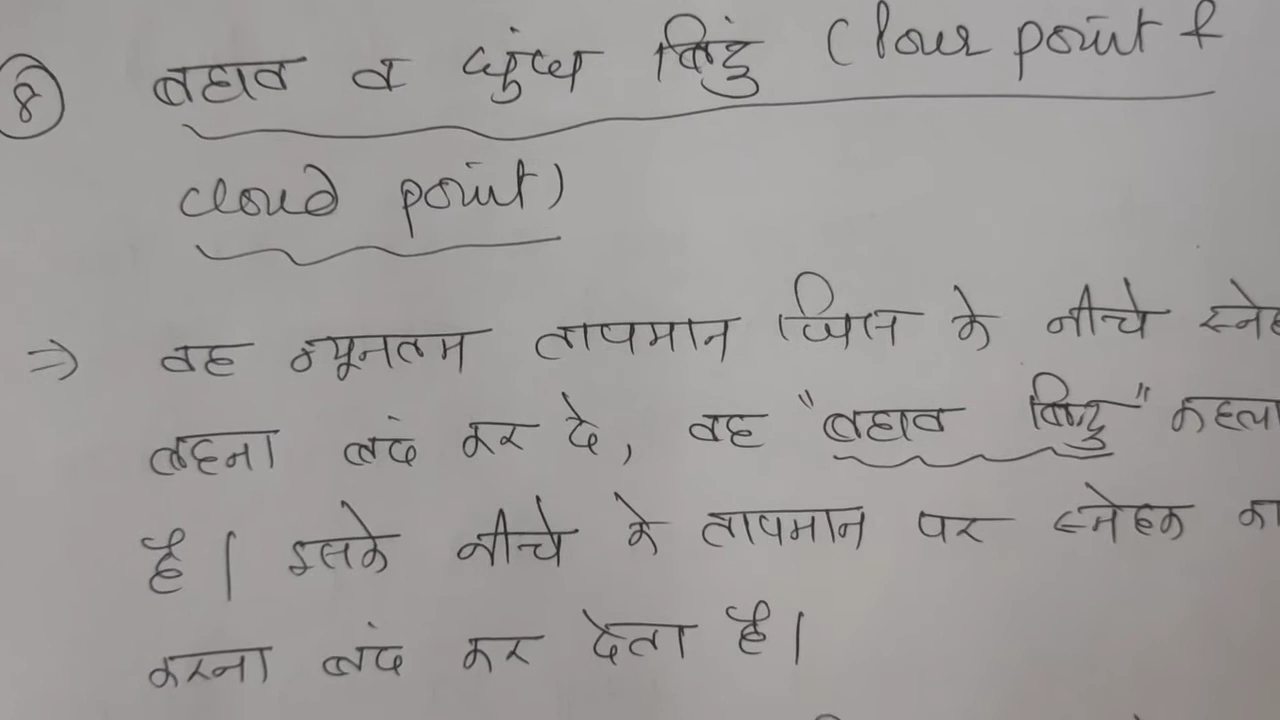 8 बहाव व धुंध बिंदु (Pour point &
cloud point)
⇒ वह न्यूनतम तापमान जिस के नीचे स्नेह
बहना बंद कर दे, वह "बहाव बिन्दु" कहला
है। इसके नीचे के तापमान पर स्नेहक का
करना बंद कर देता है।